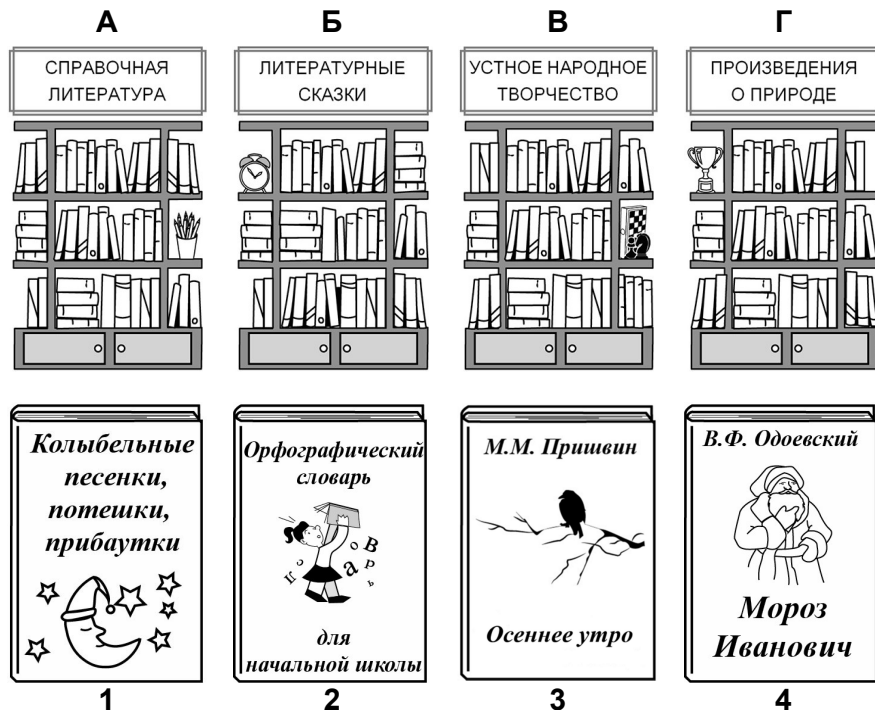 А
Б
В
Г
СПРАВОЧНАЯ
ЛИТЕРАТУРА
ЛИТЕРАТУРНЫЕ
СКАЗКИ
УСТНОЕ НАРОДНОЕ
ТВОРЧЕСТВО
ПРОИЗВЕДЕНИЯ
О ПРИРОДЕ
Колыбельные
песенки,
потешки,
прибаутки
1
Орфографический
словарь
для
начальной школы
2
М.М. Пришвин
Осеннее утро
3
В.Ф. Одоевский
Мороз
Иванович
4